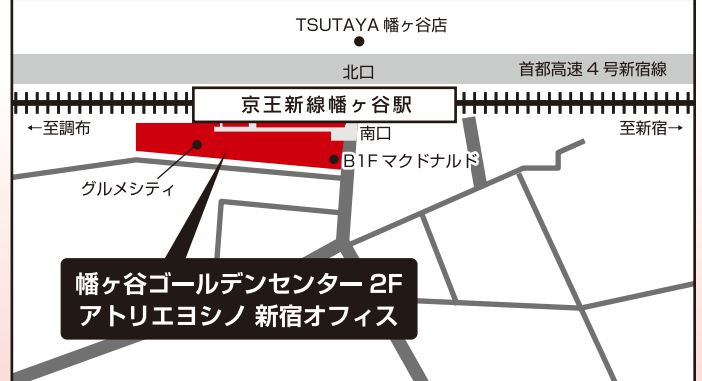 TSUTAYA 幡ヶ谷店
北口
首都高速 4 号新宿線
京王新線幡ヶ谷駅
←至調布
南口
至新宿→
B1F マクドナルド
グルメシティ
幡ヶ谷ゴールデンセンター 2F
アトリエヨシノ 新宿オフィス